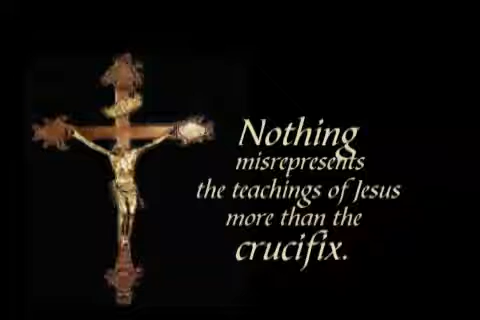 Nothing
misrepresents
the teachings of Jesus
more than the
crucifix.